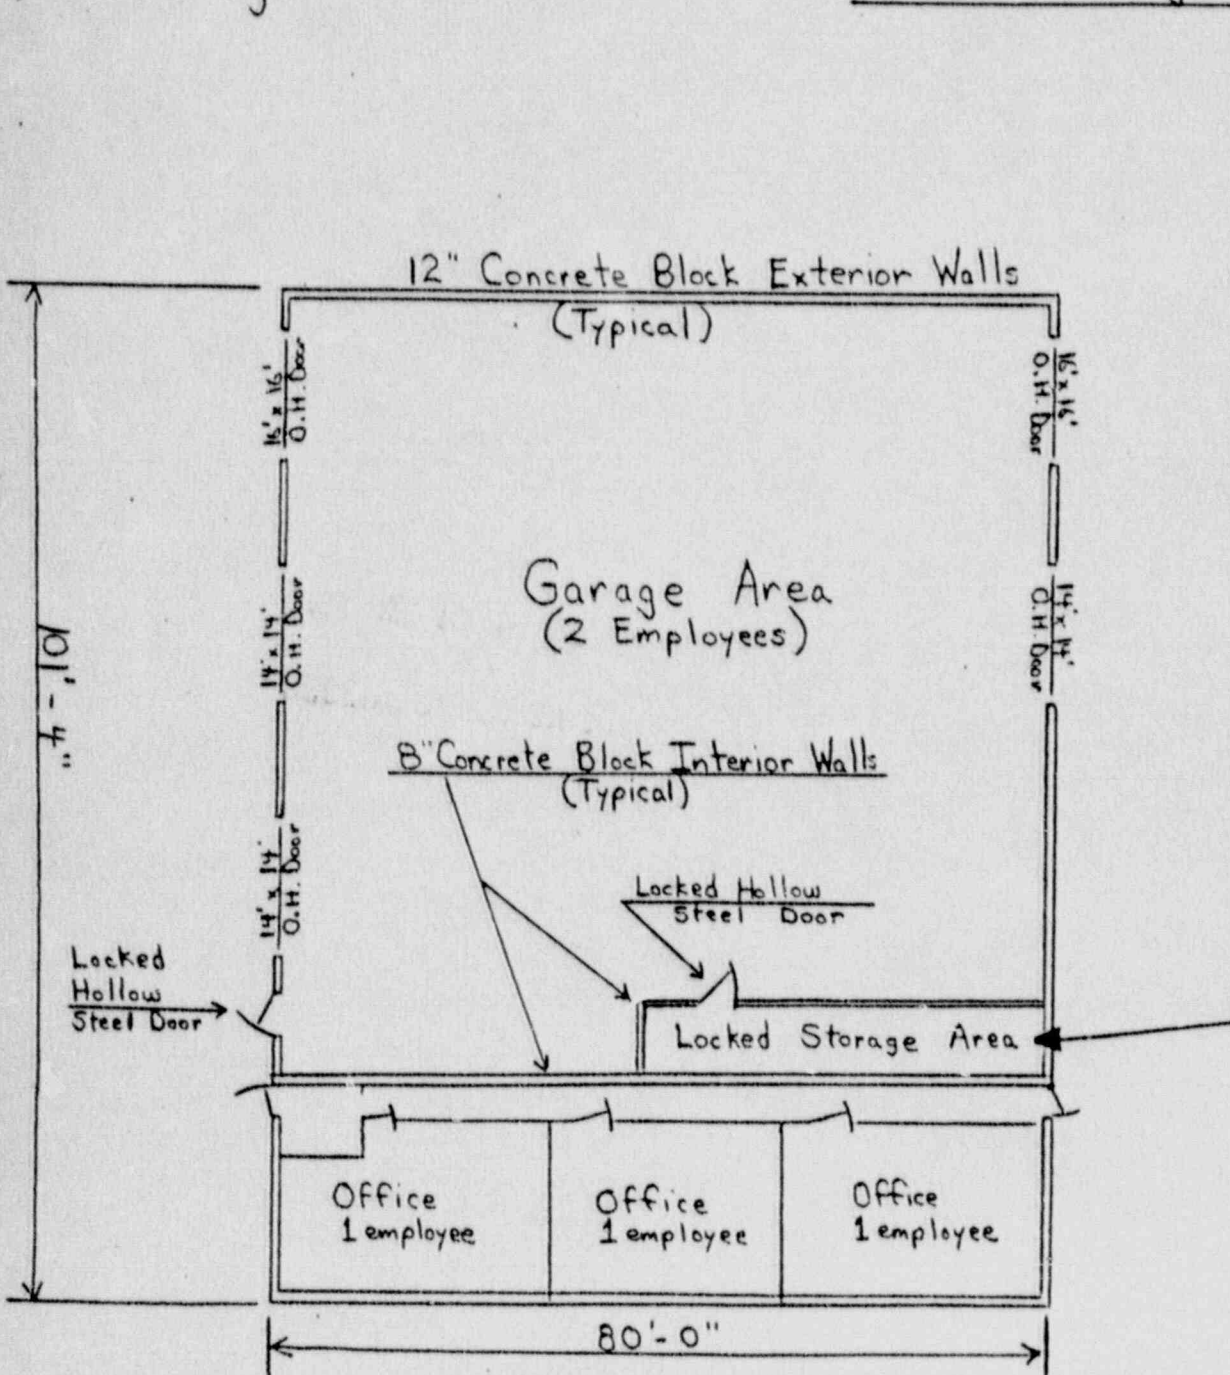 12" Concrete Block Exterior Walls
(Typical)
16' x 16'
O.H. Door
16' x 16'
O.H. Door
Garage Area
(2 Employees)
14' x 14'
O.H. Door
14' x 14'
O.H. Door
101'-4"
8" Concrete Block Interior Walls
(Typical)
14' x 14'
O.H. Door
Locked Hollow
Steel Door
Locked
Hollow
Steel Door
Locked Storage Area
Office
1 employee
Office
1 employee
Office
1 employee
80'-0"